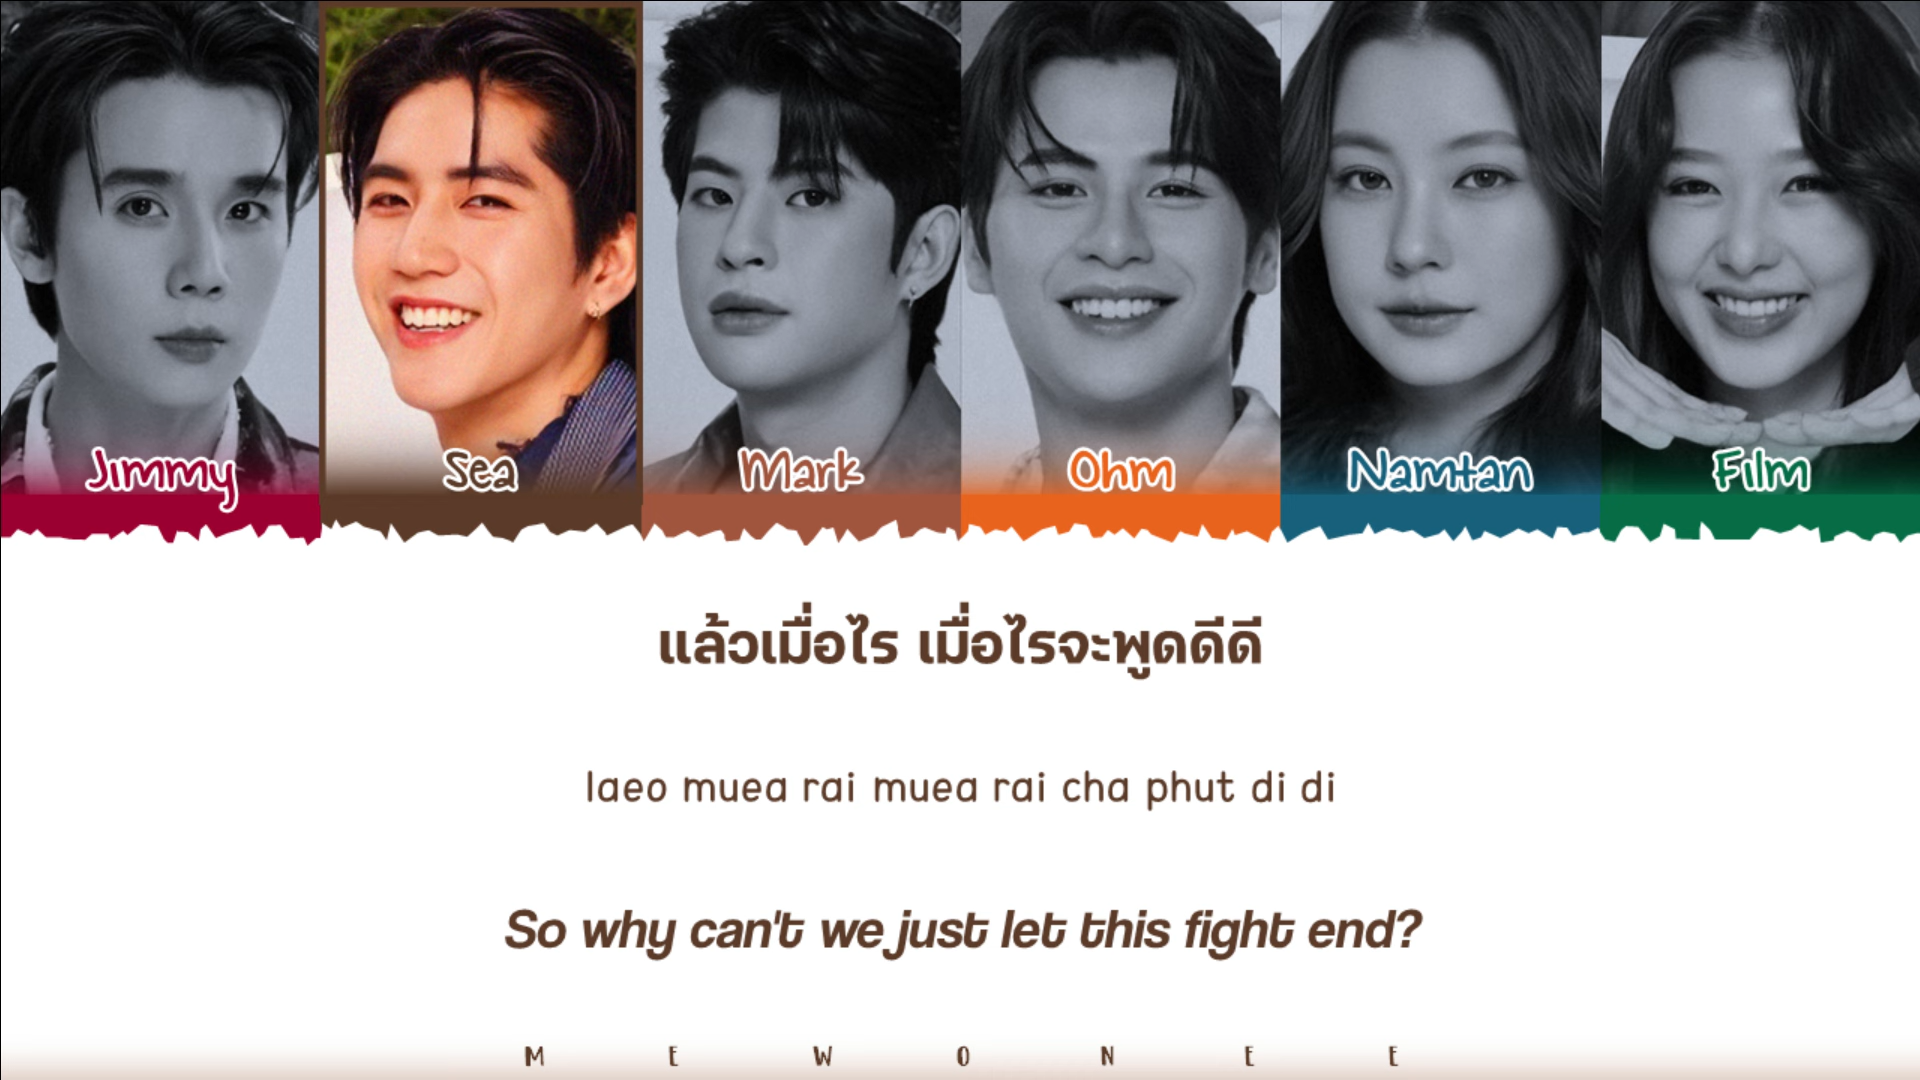 Jimmy Sea Mark Ohm Namtan Film
แล้วเมื่อไร เมื่อไรจะพูดดีดี
laeo muea rai muea rai cha phut di di
So why can't we just let this fight end?
M E W O N E E